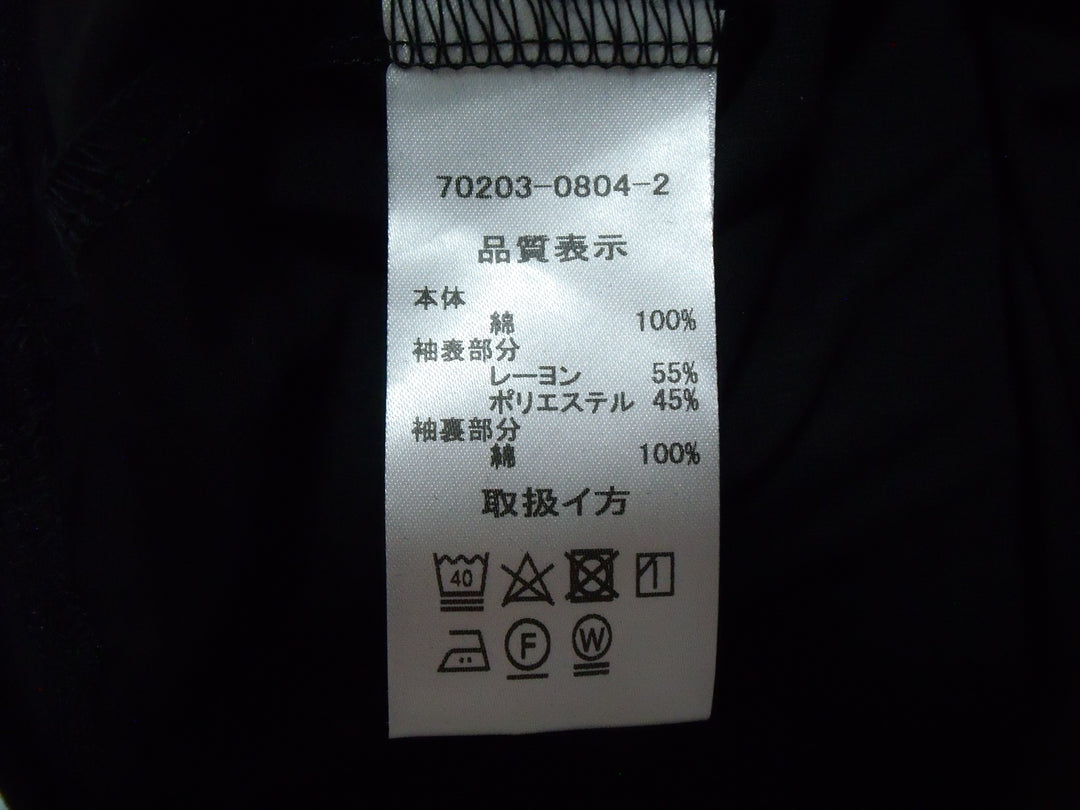 70203-0804-2
品質表示
本体
綿 100%
袖表部分
レーヨン 55%
ポリエステル 45%
袖裏部分
綿 100%
取扱イ方
40
F W